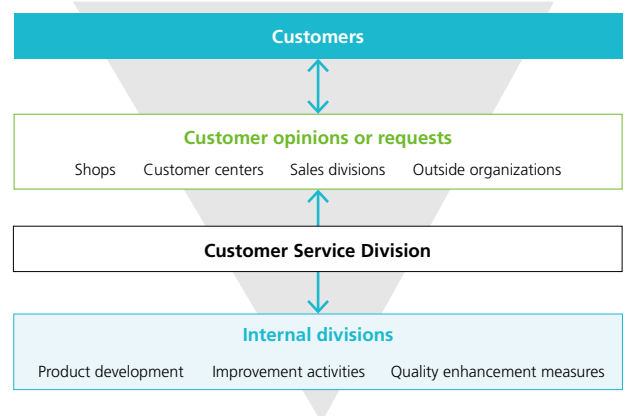 Customers
Customer opinions or requests
Shops Customer centers Sales divisions Outside organizations
Customer Service Division
Internal divisions
Product development Improvement activities Quality enhancement measures